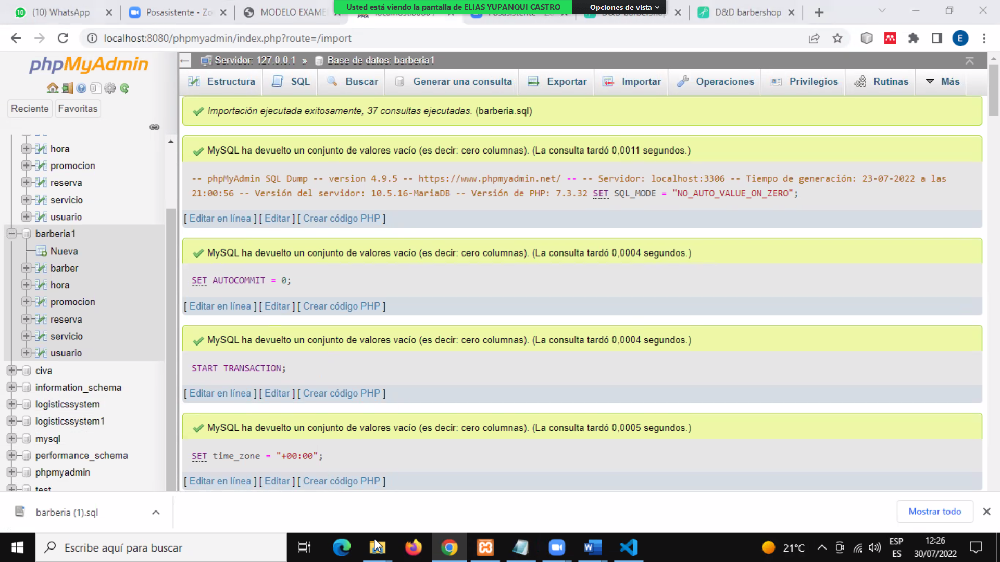 (10) WhatsApp
Posasistente - Zo
MODELO EXAME
Usted está viendo la pantalla de ELIAS YUPANQUI CASTRO
Opciones de vista
D&D barbershop
localhost:8080/phpmyadmin/index.php?route=/import
E
phpMyAdmin
Reciente
Favoritas
hora
promocion
reserva
servicio
usuario
barberia1
Nueva
barber
hora
promocion
reserva
servicio
usuario
civa
information_schema
logisticssystem
logisticssystem1
mysql
performance_schema
phpmyadmin
test
Servidor: 127.0.0.1 » Base de datos: barberia1
Estructura
SQL
Buscar
Generar una consulta
Exportar
Importar
Operaciones
Privilegios
Rutinas
Más
Importación ejecutada exitosamente, 37 consultas ejecutadas. (barberia.sql)
MySQL ha devuelto un conjunto de valores vacío (es decir: cero columnas). (La consulta tardó 0,0011 segundos.)
-- phpMyAdmin SQL Dump -- version 4.9.5 -- https://www.phpmyadmin.net/ -- -- Servidor: localhost:3306 -- Tiempo de generación: 23-07-2022 a las
21:00:56 -- Versión del servidor: 10.5.16-MariaDB -- Versión de PHP: 7.3.32 SET SQL_MODE = "NO_AUTO_VALUE_ON_ZERO";
[ Editar en línea ] [ Editar ] [ Crear código PHP ]
MySQL ha devuelto un conjunto de valores vacío (es decir: cero columnas). (La consulta tardó 0,0004 segundos.)
SET AUTOCOMMIT = 0;
[ Editar en línea ] [ Editar ] [ Crear código PHP ]
MySQL ha devuelto un conjunto de valores vacío (es decir: cero columnas). (La consulta tardó 0,0004 segundos.)
START TRANSACTION;
[ Editar en línea ] [ Editar ] [ Crear código PHP ]
MySQL ha devuelto un conjunto de valores vacío (es decir: cero columnas). (La consulta tardó 0,0005 segundos.)
SET time_zone = "+00:00";
[ Editar en línea ] [ Editar ] [ Crear código PHP ]
barberia (1).sql
Mostrar todo
Escribe aquí para buscar
21°C
ESP
ES
12:26
30/07/2022